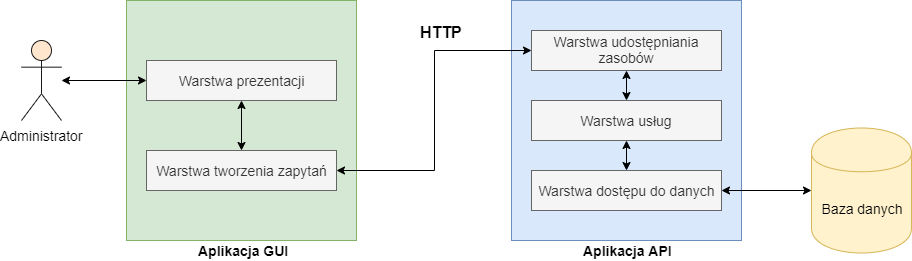 HTTP
Administrator
Warstwa prezentacji
Warstwa tworzenia zapytań
Aplikacja GUI
Warstwa udostępniania
zasobów
Warstwa usług
Warstwa dostępu do danych
Aplikacja API
Baza danych